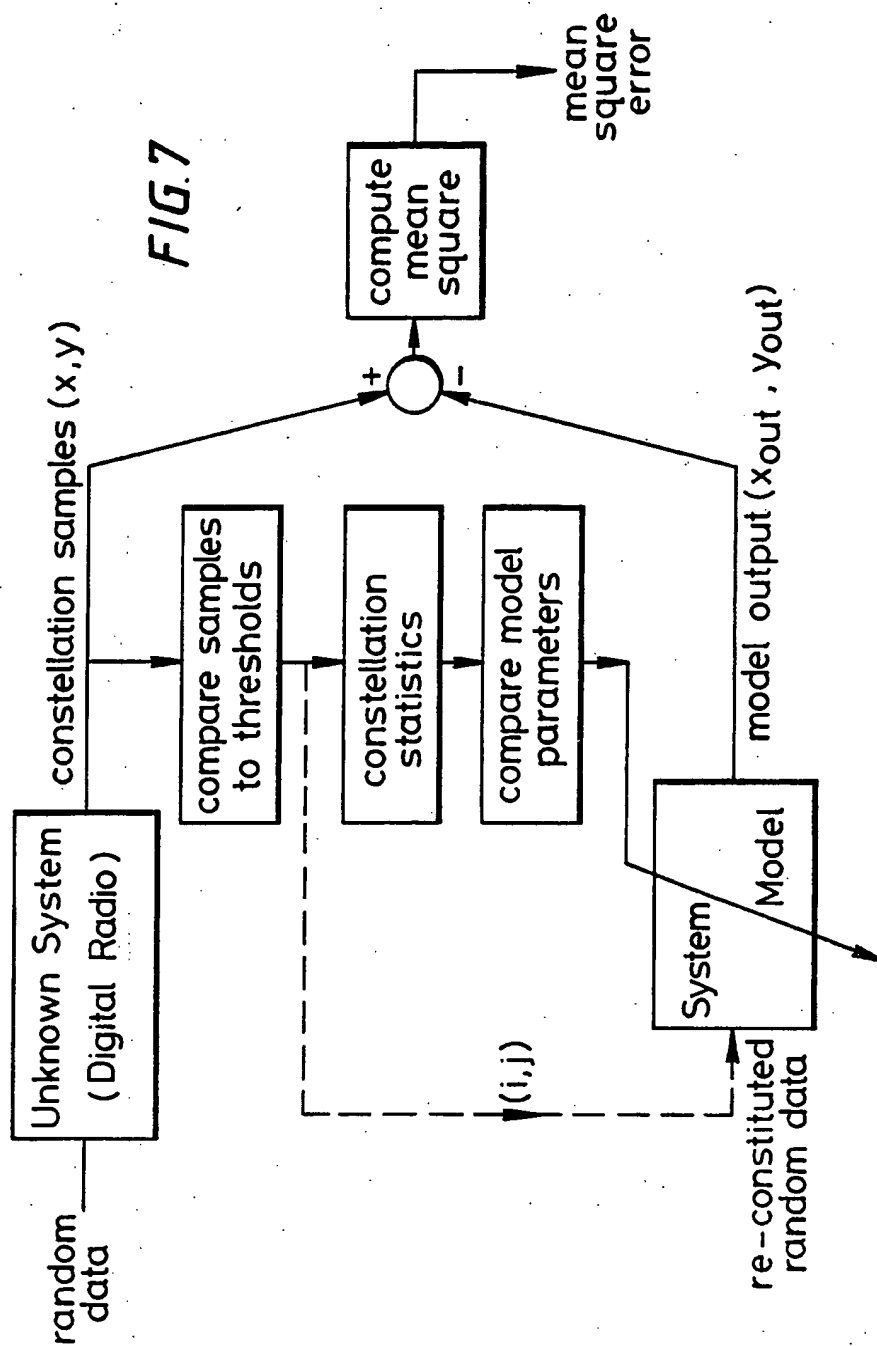 FIG.7
random
data
Unknown System
(Digital Radio)
constellation samples (x,y)
compare samples
to thresholds
constellation
statistics
compare model
parameters
(i,j)
re-constituted
random data
System
Model
model output (xout , yout)
+
-
compute
mean
square
mean
square
error